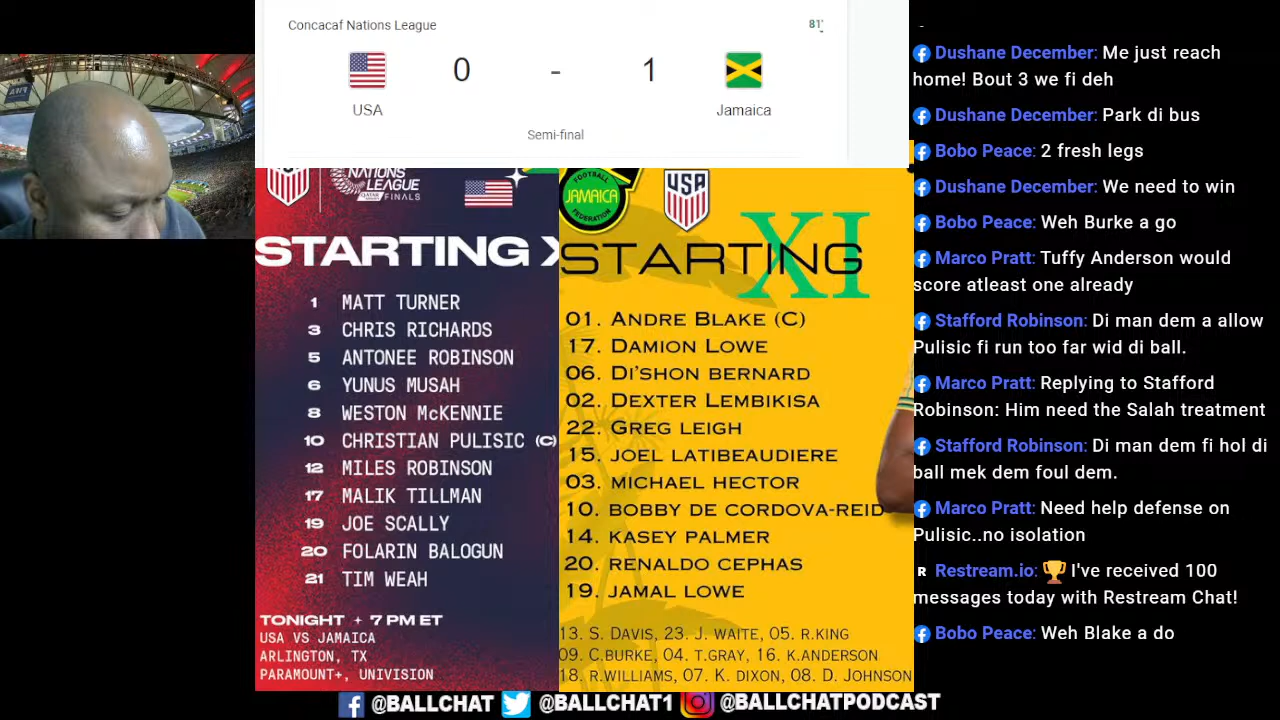 Concacaf Nations League
81'
0 - 1
USA
Jamaica
Semi-final
NATIONS
LEAGUE
FINALS
STARTING X
1 MATT TURNER
3 CHRIS RICHARDS
5 ANTONEE ROBINSON
6 YUNUS MUSAH
8 WESTON McKENNIE
10 CHRISTIAN PULISIC (C)
12 MILES ROBINSON
17 MALIK TILLMAN
19 JOE SCALLY
20 FOLARIN BALOGUN
21 TIM WEAH
TONIGHT + 7 PM ET
USA VS JAMAICA
ARLINGTON, TX
PARAMOUNT+, UNIVISION
FOOTBALL
JAMAICA
FEDERATION
USA
XI
STARTING
01. ANDRE BLAKE (C)
17. DAMION LOWE
06. DI'SHON BERNARD
02. DEXTER LEMBIKISA
22. GREG LEIGH
15. JOEL LATIBEAUDIERE
03. MICHAEL HECTOR
10. BOBBY DE CORDOVA-REID
14. KASEY PALMER
20. RENALDO CEPHAS
19. JAMAL LOWE
13. S. DAVIS, 23. J. WAITE, 05. R.KING
09. C.BURKE, 04. T.GRAY, 16. K.ANDERSON
18. R.WILLIAMS, 07. K. DIXON, 08. D. JOHNSON
Dushane December: Me just reach
home! Bout 3 we fi deh
Dushane December: Park di bus
Bobo Peace: 2 fresh legs
Dushane December: We need to win
Bobo Peace: Weh Burke a go
Marco Pratt: Tuffy Anderson would
score atleast one already
Stafford Robinson: Di man dem a allow
Pulisic fi run too far wid di ball.
Marco Pratt: Replying to Stafford
Robinson: Him need the Salah treatment
Stafford Robinson: Di man dem fi hol di
ball mek dem foul dem.
Marco Pratt: Need help defense on
Pulisic..no isolation
R Restream.io: 🏆 I've received 100
messages today with Restream Chat!
Bobo Peace: Weh Blake a do
@BALLCHAT @BALLCHAT1 @BALLCHATPODCAST